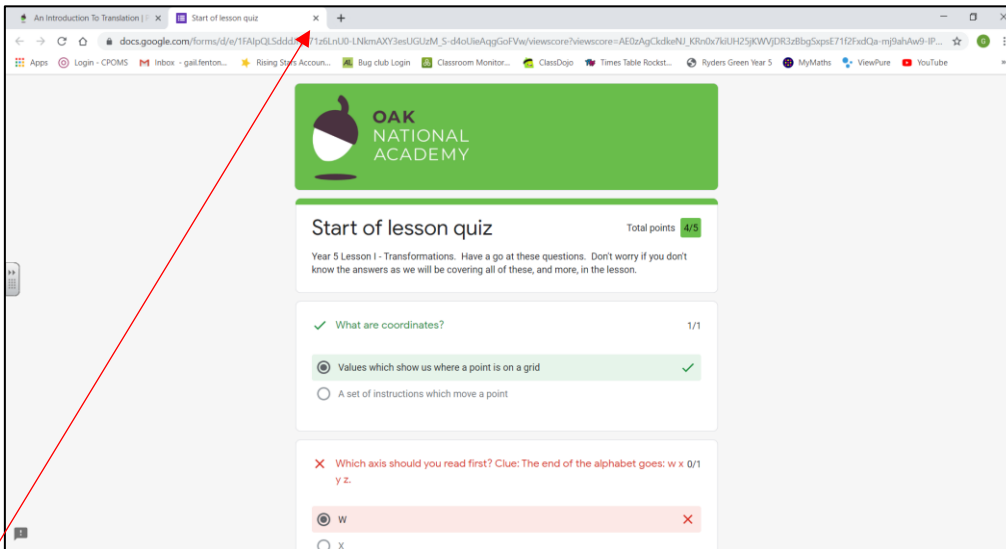 An Introduction To Translation | F
Start of lesson quiz
docs.google.com/forms/d/e/
Apps
Login - CPOMS
Inbox - gail.fenton...
Rising Stars Accoun...
Bug club Login
Classroom Monitor...
ClassDojo
Times Table Rockst...
Ryders Green Year 5
MyMaths
ViewPure
YouTube
OAK
NATIONAL
ACADEMY
Start of lesson quiz
Total points 4/5
Year 5 Lesson I - Transformations. Have a go at these questions. Don't worry if you don't
know the answers as we will be covering all of these, and more, in the lesson.
What are coordinates?
1/1
Values which show us where a point is on a grid
A set of instructions which move a point
Which axis should you read first? Clue: The end of the alphabet goes: w x 0/1
y z.
W
X